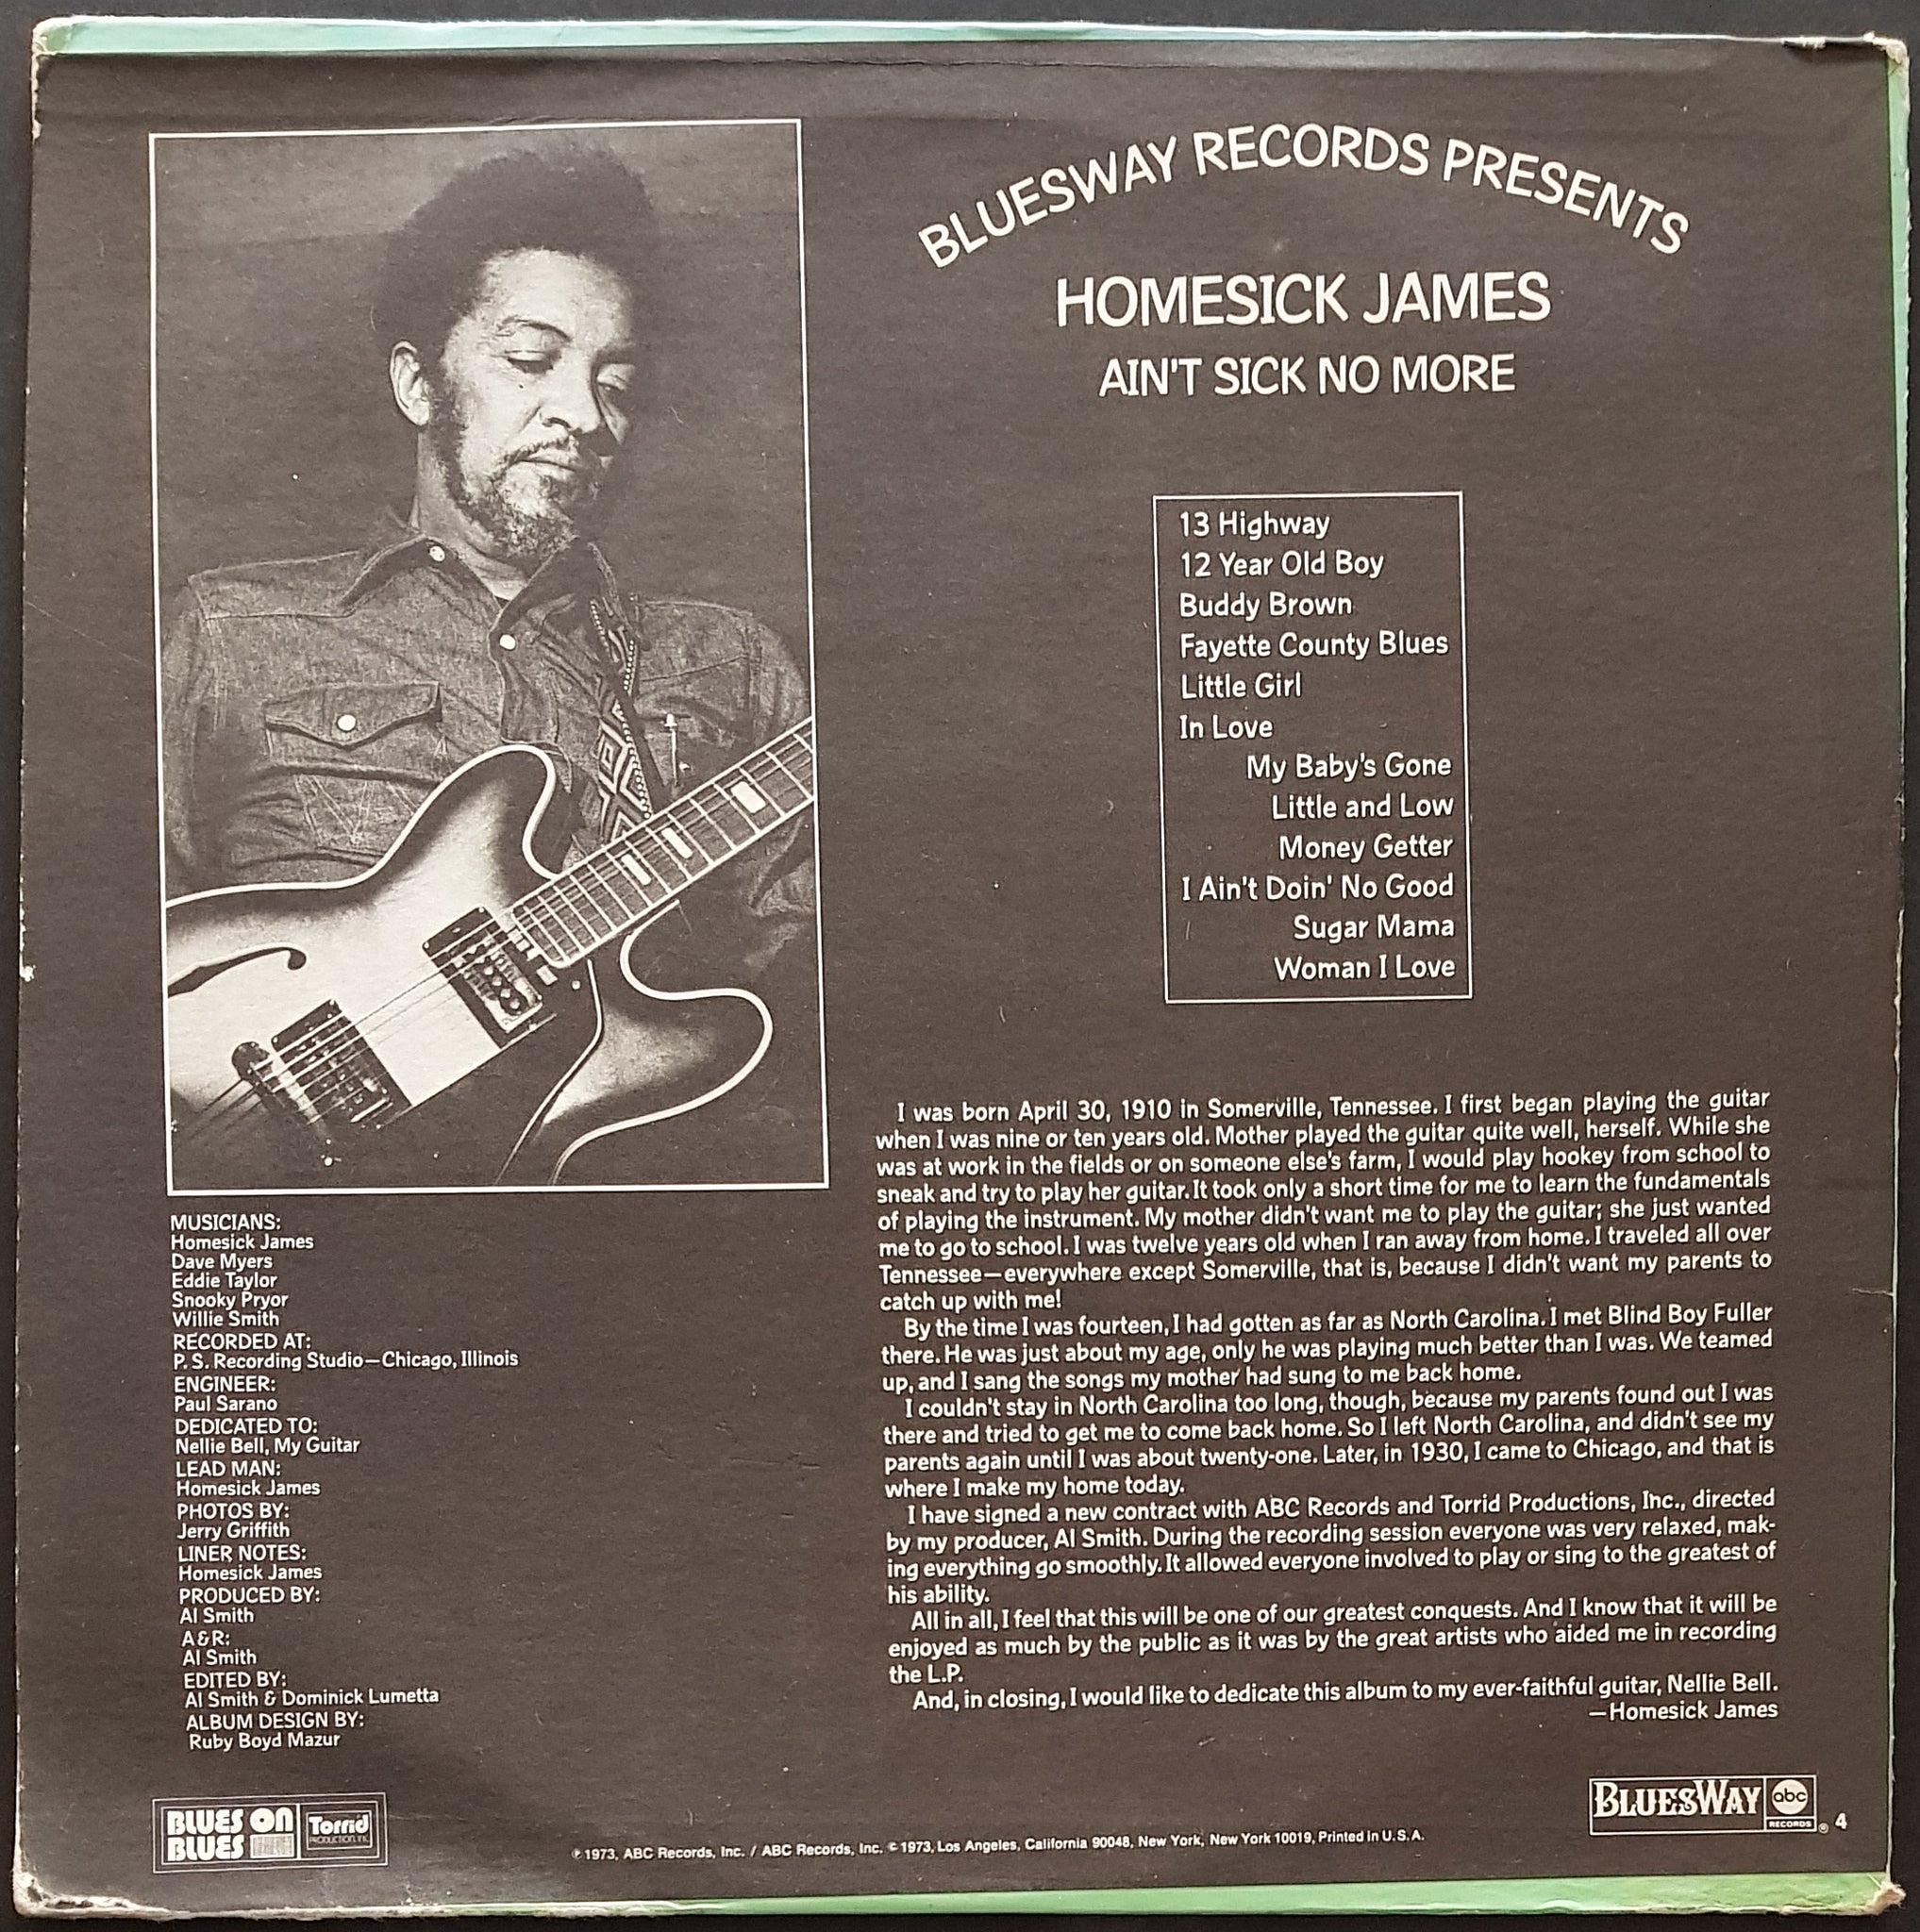 BLUESWAY RECORDS PRESENTS
HOMESICK JAMES
AIN'T SICK NO MORE
13 Highway
12 Year Old Boy
Buddy Brown
Fayette County Blues
Little Girl
In Love
My Baby's Gone
Little and Low
Money Getter
I Ain't Doin' No Good
Sugar Mama
Woman I Love
MUSICIANS:
Homesick James
Dave Myers
Eddie Taylor
Snooky Pryor
Willie Smith
RECORDED AT:
P. S. Recording Studio—Chicago, Illinois
ENGINEER:
Paul Sarano
DEDICATED TO:
Nellie Bell, My Guitar
LEAD MAN:
Homesick James
PHOTOS BY:
Jerry Griffith
LINER NOTES:
Homesick James
PRODUCED BY:
Al Smith
A&R:
Al Smith
EDITED BY:
Al Smith & Dominick Lumetta
ALBUM DESIGN BY:
Ruby Boyd Mazur
I was born April 30, 1910 in Somerville, Tennessee. I first began playing the guitar
when I was nine or ten years old. Mother played the guitar quite well, herself. While she
was at work in the fields or on someone else's farm, I would play hookey from school to
sneak and try to play her guitar. It took only a short time for me to learn the fundamentals
of playing the instrument. My mother didn't want me to play the guitar; she just wanted
me to go to school. I was twelve years old when I ran away from home. I traveled all over
Tennessee—everywhere except Somerville, that is, because I didn't want my parents to
catch up with me!
By the time I was fourteen, I had gotten as far as North Carolina. I met Blind Boy Fuller
there. He was just about my age, only he was playing much better than I was. We teamed
up, and I sang the songs my mother had sung to me back home.
I couldn't stay in North Carolina too long, though, because my parents found out I was
there and tried to get me to come back home. So I left North Carolina, and didn't see my
parents again until I was about twenty-one. Later, in 1930, I came to Chicago, and that is
where I make my home today.
I have signed a new contract with ABC Records and Torrid Productions, Inc., directed
by my producer, Al Smith. During the recording session everyone was very relaxed, mak-
ing everything go smoothly. It allowed everyone involved to play or sing to the greatest of
his ability.
All in all, I feel that this will be one of our greatest conquests. And I know that it will be
enjoyed as much by the public as it was by the great artists who aided me in recording
the L.P.
And, in closing, I would like to dedicate this album to my ever-faithful guitar, Nellie Bell.
—Homesick James
BLUES ON
BLUES
Torrid
PRODUCTION, INC.
℗ 1973, ABC Records, Inc. / ABC Records, Inc. © 1973, Los Angeles, California 90048, New York, New York 10019, Printed in U.S.A.
BLUESWAY
abc
RECORDS
® 4